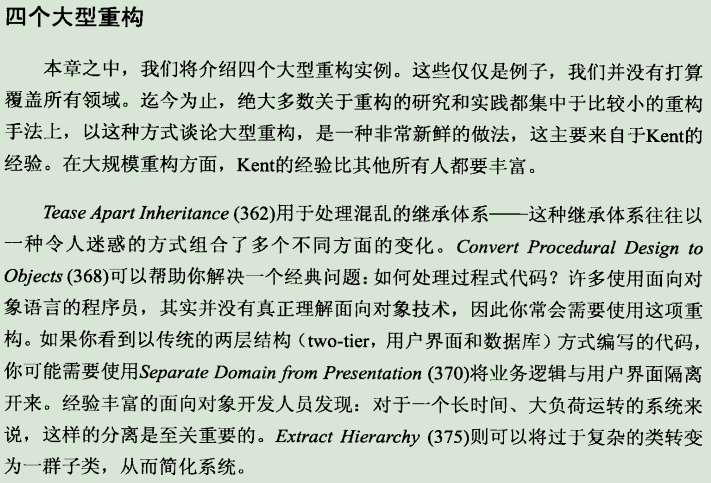 四个大型重构
本章之中，我们将介绍四个大型重构实例。这些仅仅是例子，我们并没有打算
覆盖所有领域。迄今为止，绝大多数关于重构的研究和实践都集中于比较小的重构
手法上，以这种方式谈论大型重构，是一种非常新鲜的做法，这主要来自于Kent的
经验。在大规模重构方面，Kent的经验比其他所有人都要丰富。
Tease Apart Inheritance (362)用于处理混乱的继承体系——这种继承体系往往以
一种令人迷惑的方式组合了多个不同方面的变化。Convert Procedural Design to
Objects (368)可以帮助你解决一个经典问题：如何处理过程式代码？许多使用面向对
象语言的程序员，其实并没有真正理解面向对象技术，因此你常会需要使用这项重
构。如果你看到以传统的两层结构（two-tier，用户界面和数据库）方式编写的代码，
你可能需要使用Separate Domain from Presentation (370)将业务逻辑与用户界面隔离
开来。经验丰富的面向对象开发人员发现：对于一个长时间、大负荷运转的系统来
说，这样的分离是至关重要的。Extract Hierarchy (375)则可以将过于复杂的类转变
为一群子类，从而简化系统。